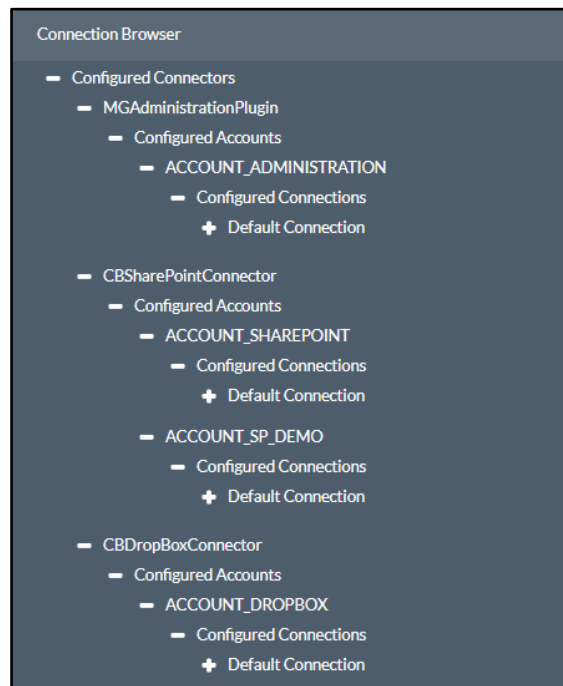 Connection Browser
Configured Connectors
MGAdministrationPlugin
Configured Accounts
ACCOUNT_ADMINISTRATION
Configured Connections
Default Connection
CBSharePointConnector
Configured Accounts
ACCOUNT_SHAREPOINT
Configured Connections
Default Connection
ACCOUNT_SP_DEMO
Configured Connections
Default Connection
CBDropBoxConnector
Configured Accounts
ACCOUNT_DROPBOX
Configured Connections
Default Connection